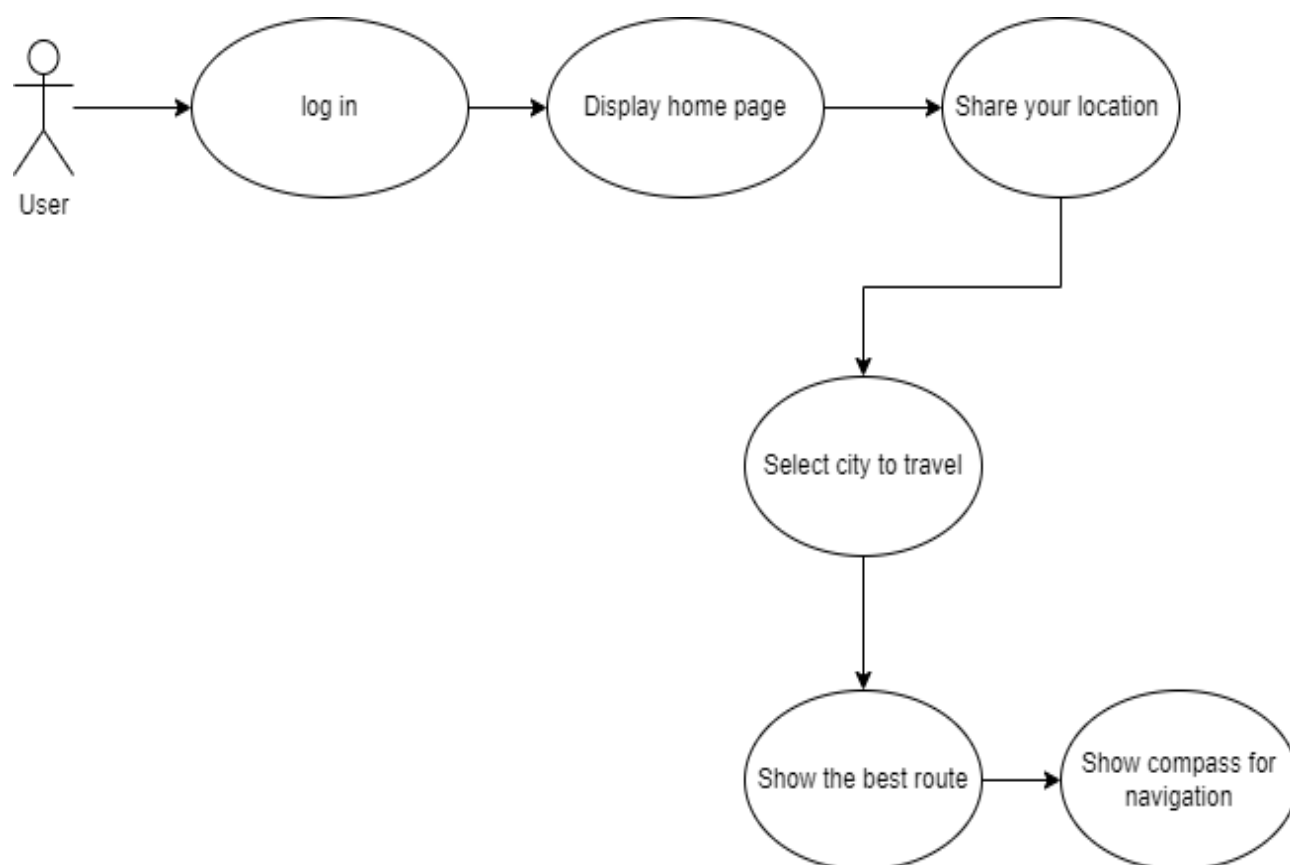 log in
Display home page
Share your location
User
Select city to travel
Show the best route
Show compass for
navigation